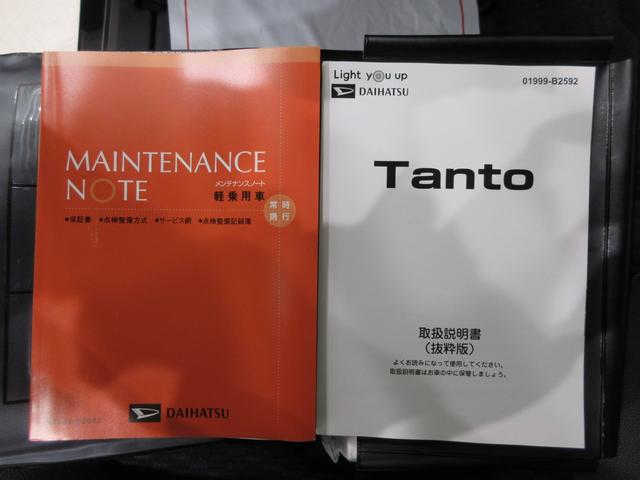 MAINTENANCE
NOTE
メンテナンスノート
軽乗用車
常時
携行
●保証書 ●点検整備方式 ●サービス網 ●点検整備記録簿
DAIHATSU
Light you up
DAIHATSU
01999-B2592
Tanto
取扱説明書
（抜粋版）
よくお読みになって使用してください。
取扱説明書はお車の中に保管しましょう。